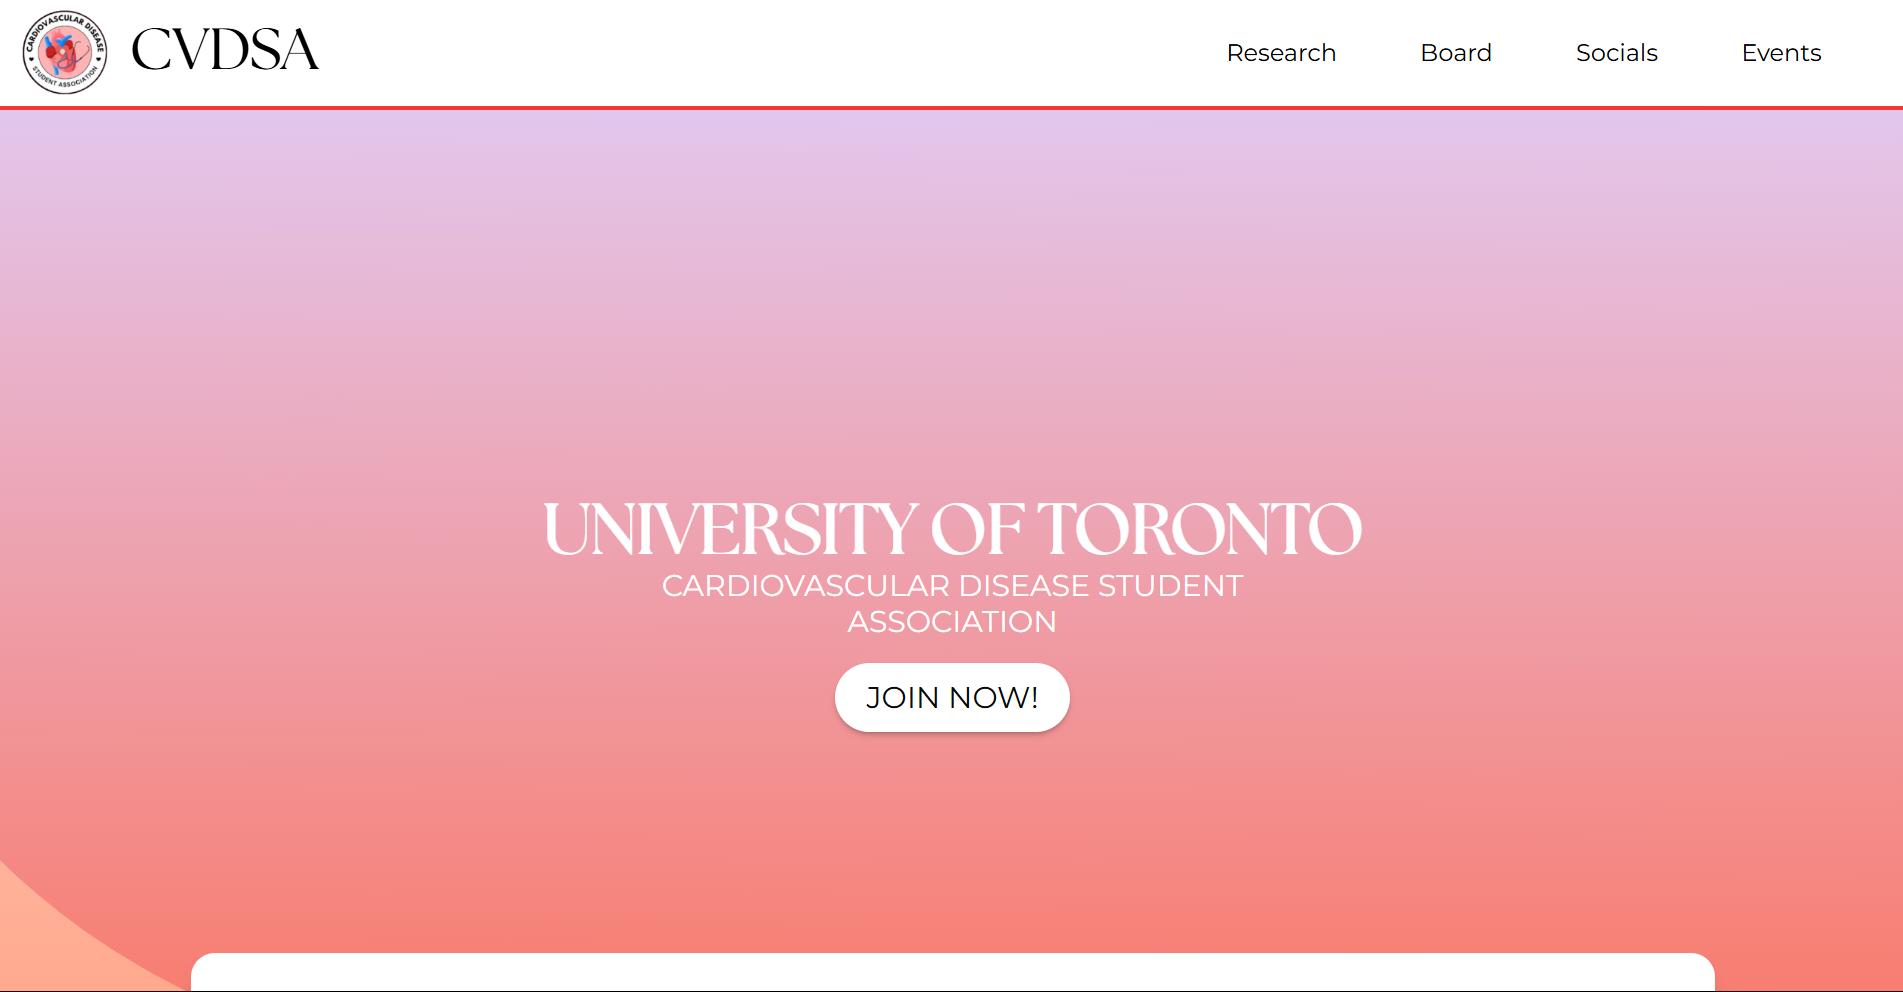 CARDIOVASCULAR DISEASE
STUDENT ASSOCIATION
CVDSA
Research
Board
Socials
Events
UNIVERSITY OF TORONTO
CARDIOVASCULAR DISEASE STUDENT
ASSOCIATION
JOIN NOW!